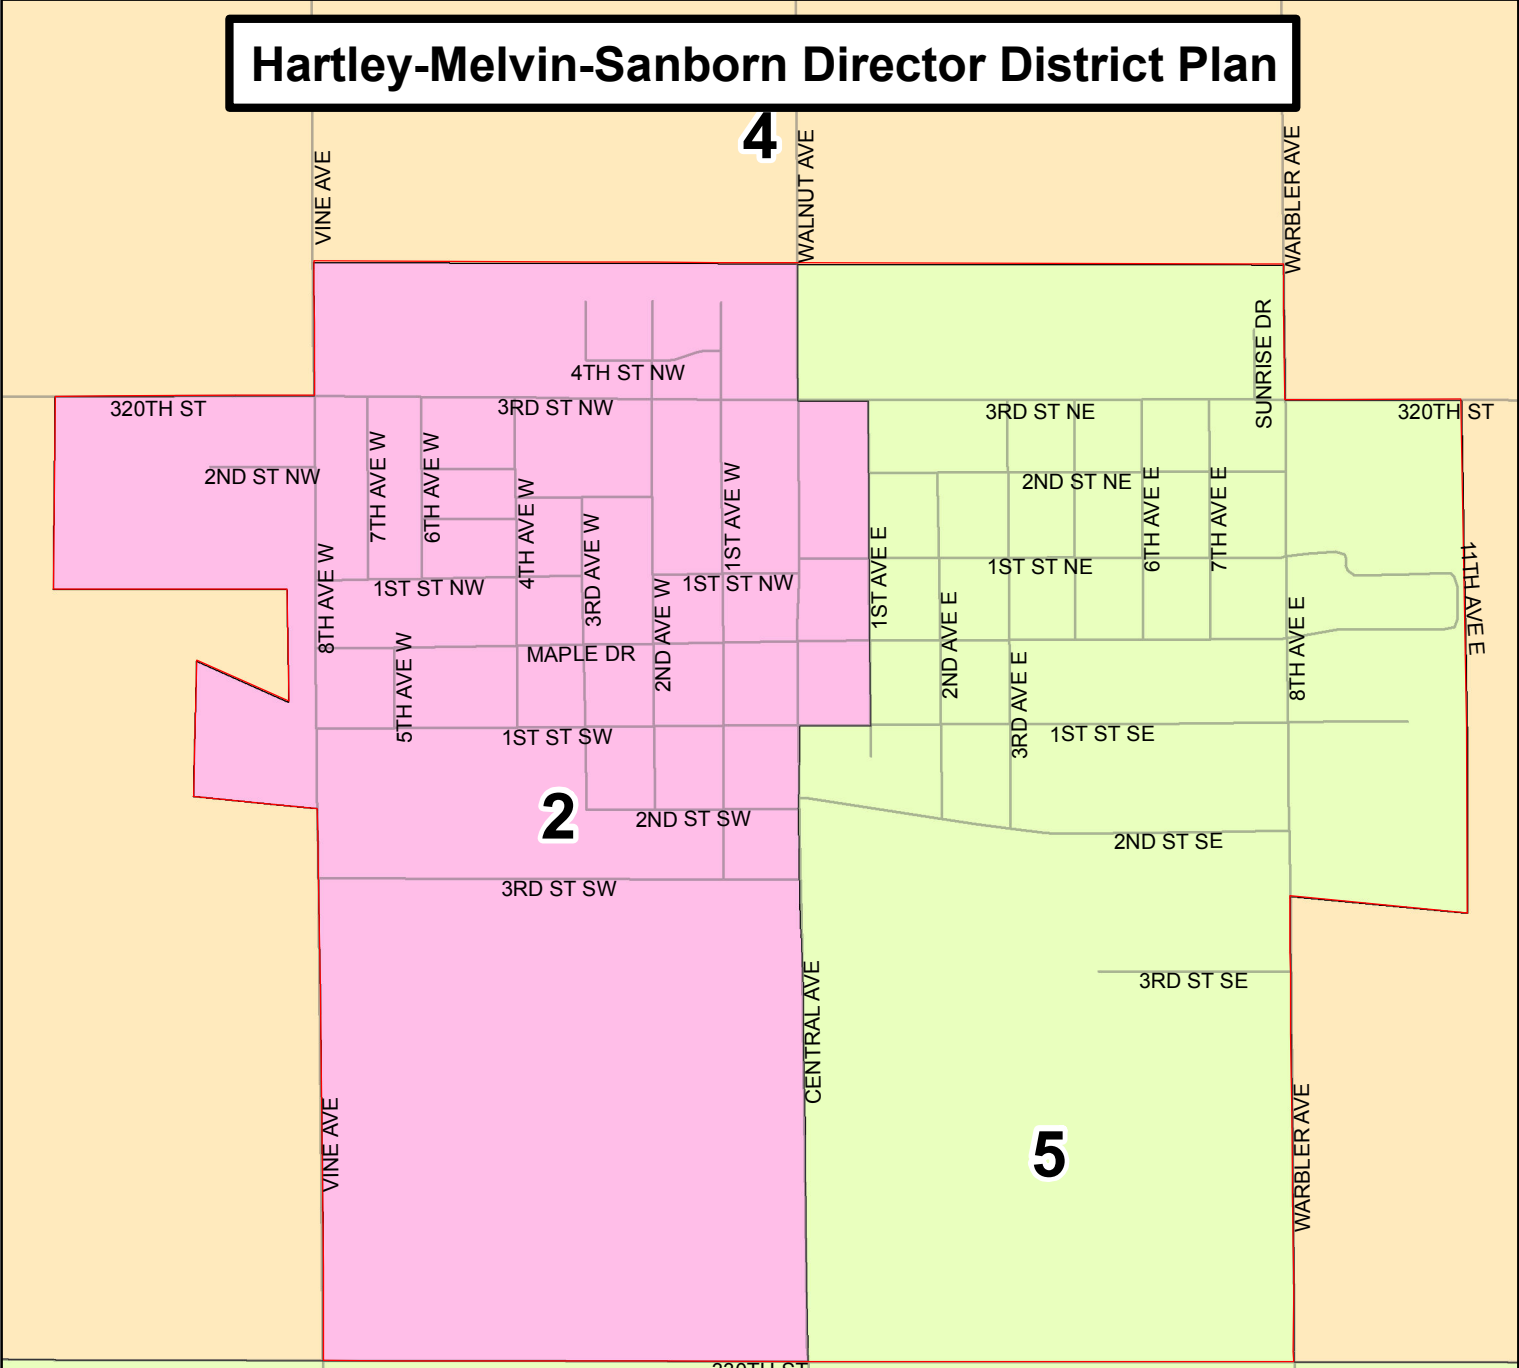 Hartley-Melvin-Sanborn Director District Plan
4
VINE AVE
WALNUT AVE
WARBLER AVE
SUNRISE DR
4TH ST NW
320TH ST
3RD ST NW
3RD ST NE
320TH ST
2ND ST NW
7TH AVE W
6TH AVE W
4TH AVE W
1ST AVE W
2ND ST NE
6TH AVE E
7TH AVE E
8TH AVE W
1ST ST NW
3RD AVE W
2ND AVE W
1ST ST NW
1ST AVE E
1ST ST NE
11TH AVE E
5TH AVE W
MAPLE DR
2ND AVE E
3RD AVE E
8TH AVE E
1ST ST SW
1ST ST SE
2
2ND ST SW
2ND ST SE
3RD ST SW
CENTRAL AVE
3RD ST SE
VINE AVE
5
WARBLER AVE
330TH ST